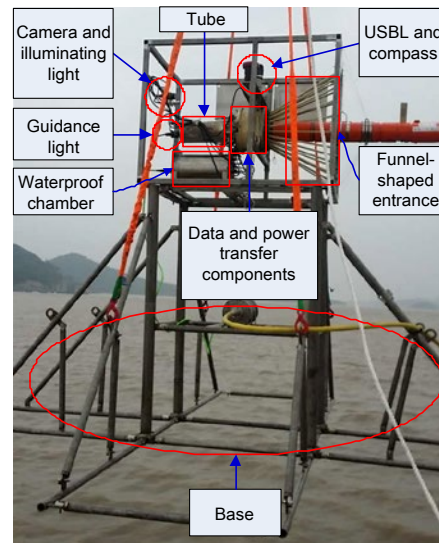 Camera and
illuminating
light
Tube
USBL and
compass
Guidance
light
Waterproof
chamber
Funnel-
shaped
entrance
Data and power
transfer
components
Base